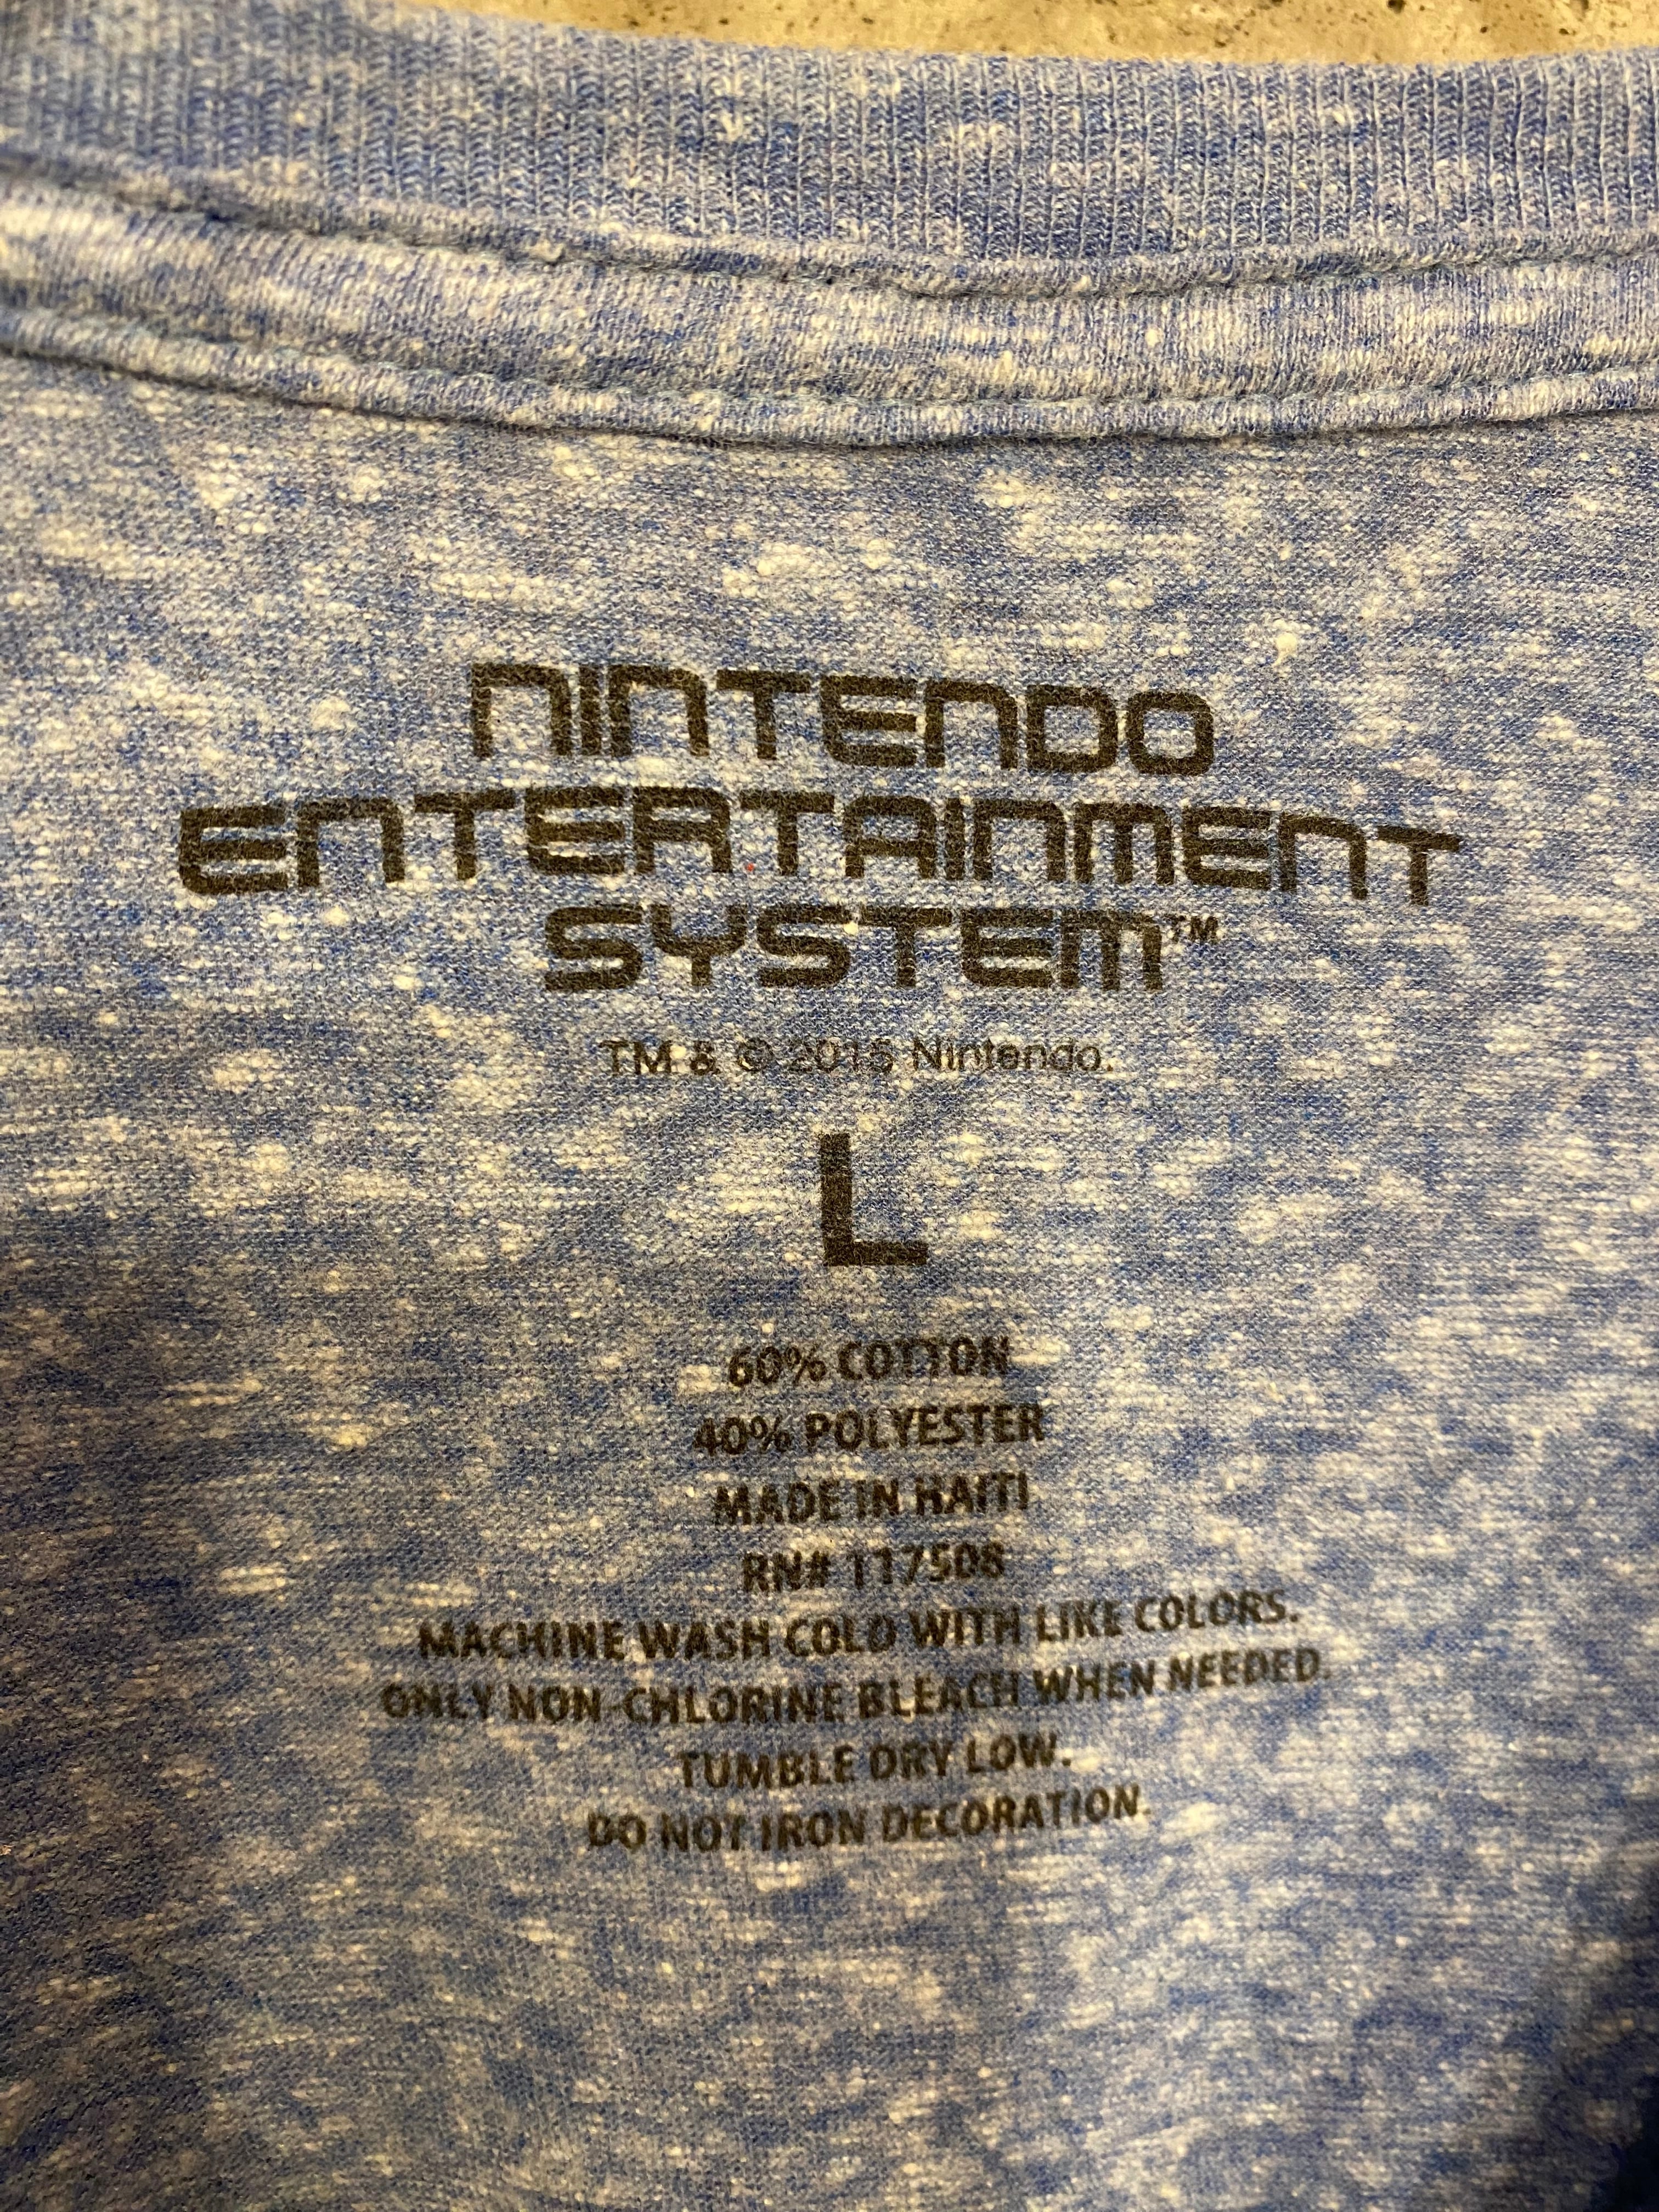 NINTENDO
ENTERTAINMENT
SYSTEM™
TM & © 2015 Nintendo.
L
60% COTTON
40% POLYESTER
MADE IN HAITI
RN# 117508
MACHINE WASH COLD WITH LIKE COLORS.
ONLY NON-CHLORINE BLEACH WHEN NEEDED.
TUMBLE DRY LOW.
DO NOT IRON DECORATION.